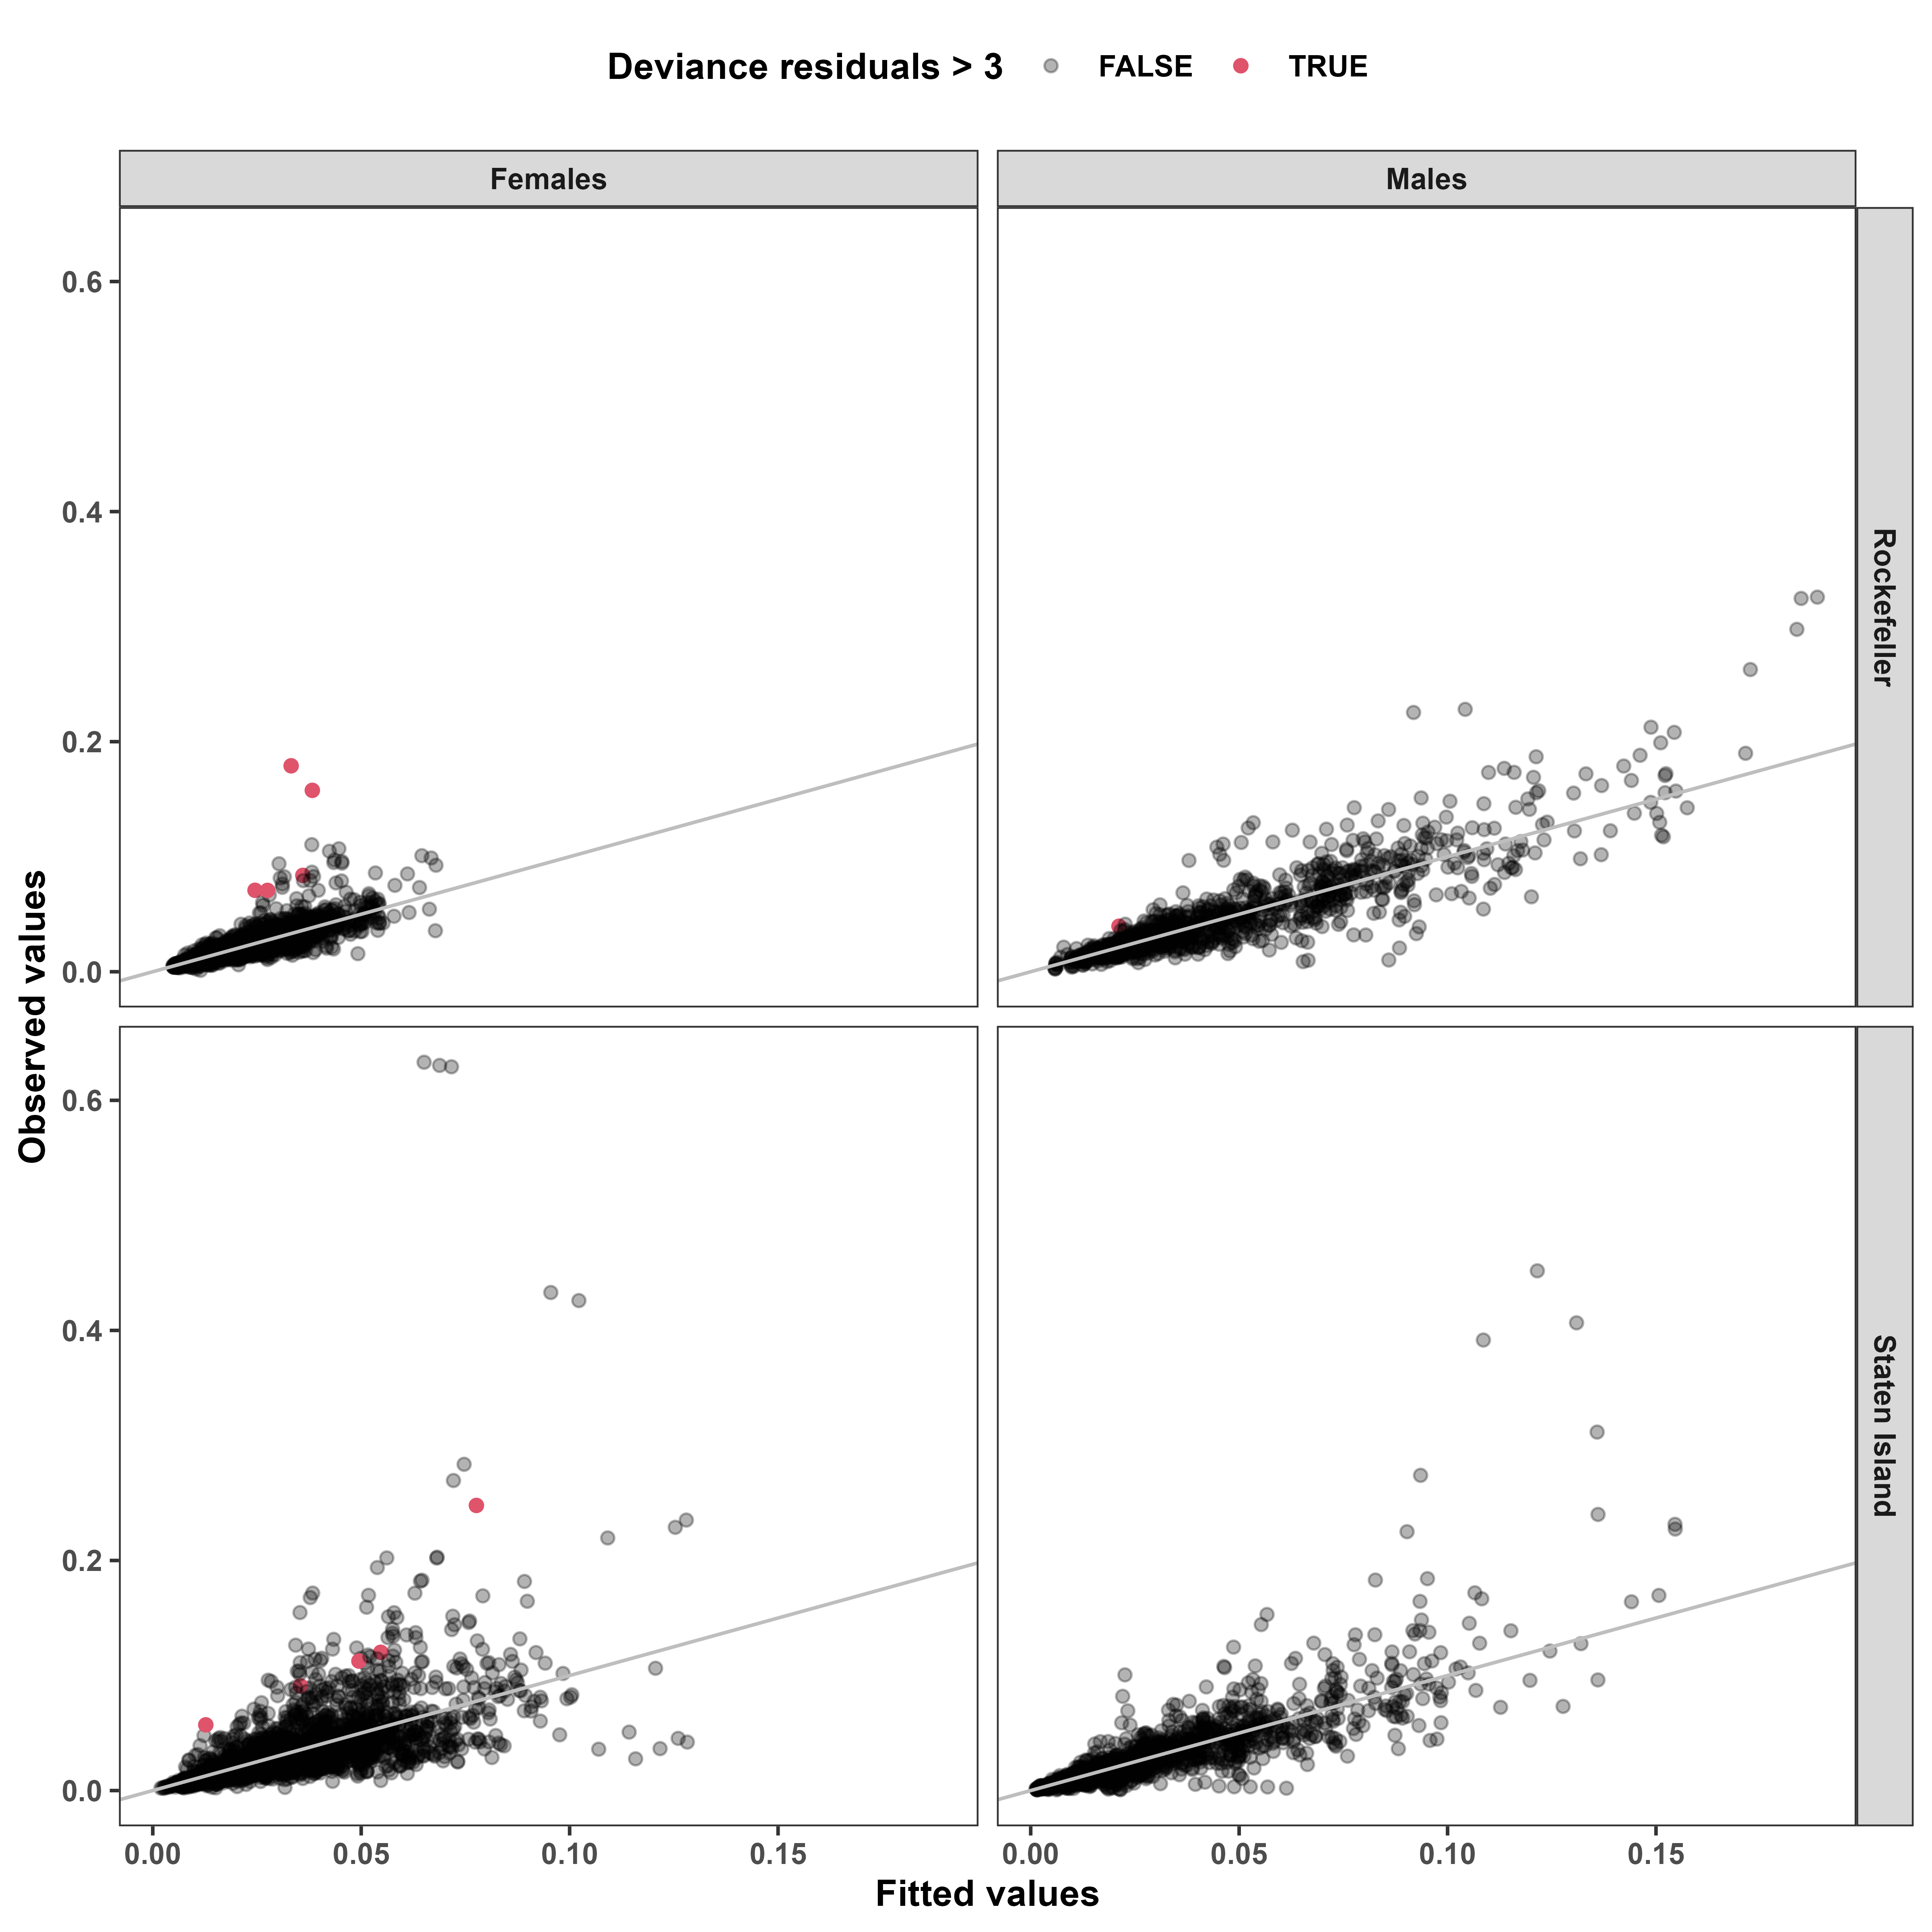 Deviance residuals > 3 FALSE TRUE
Females Males
Rockefeller
Staten Island
Observed values
0.6
0.4
0.2
0.0
0.6
0.4
0.2
0.0
0.00 0.05 0.10 0.15 0.00 0.05 0.10 0.15
Fitted values